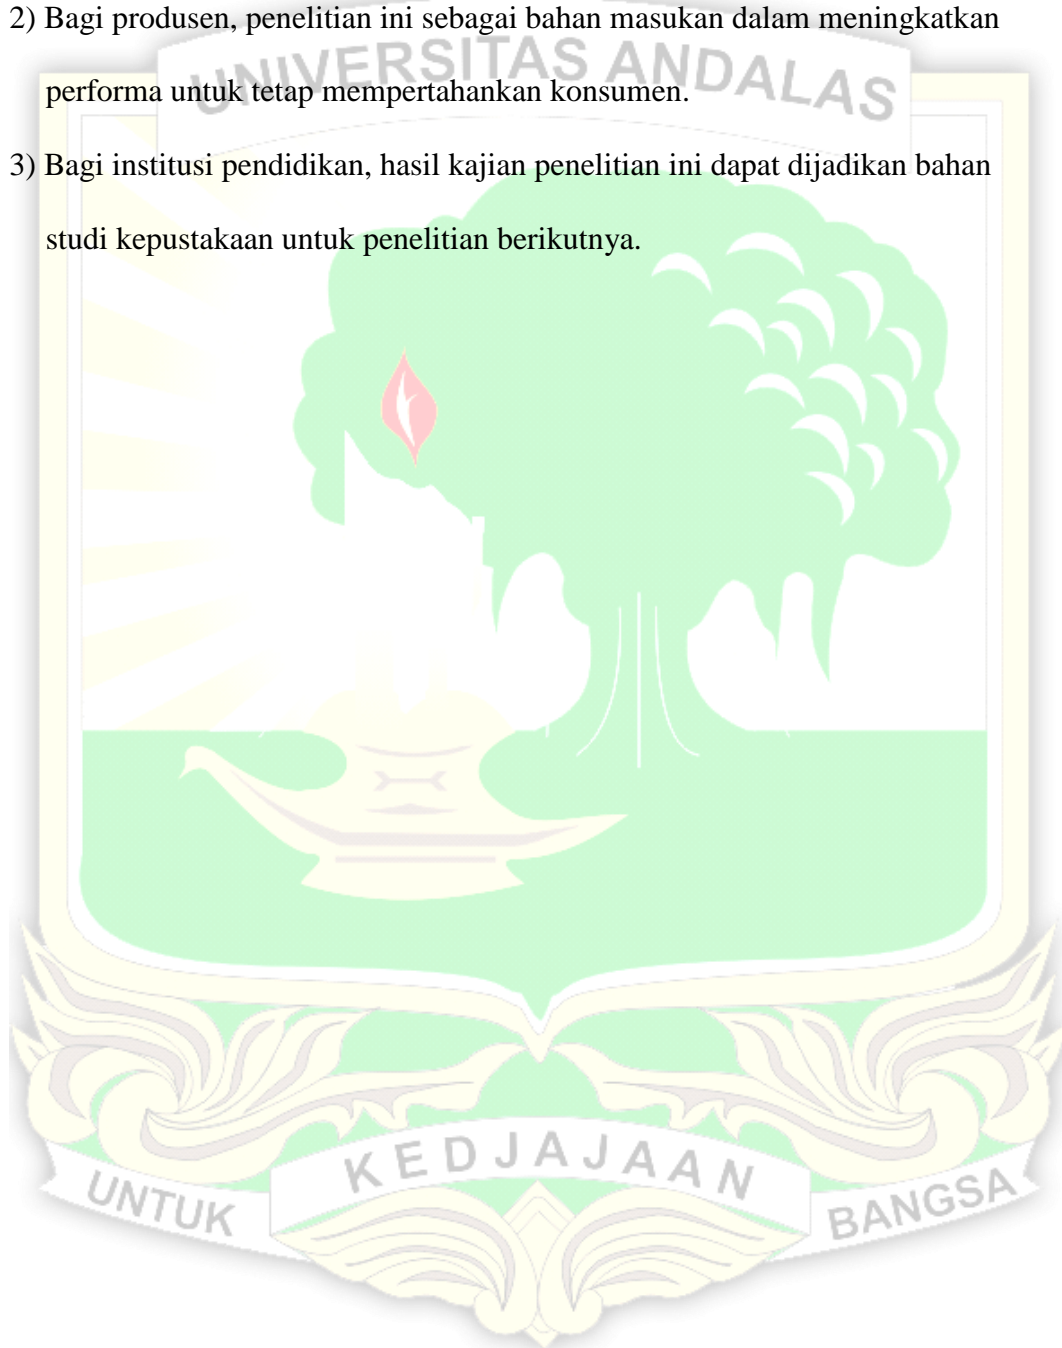 2) Bagi produsen, penelitian ini sebagai bahan masukan dalam meningkatkan
UNIVERSITAS ANDALAS
performa untuk tetap mempertahankan konsumen.
3) Bagi institusi pendidikan, hasil kajian penelitian ini dapat dijadikan bahan
studi kepustakaan untuk penelitian berikutnya.
UNTUK
KEDJAJAAN
BANGSA